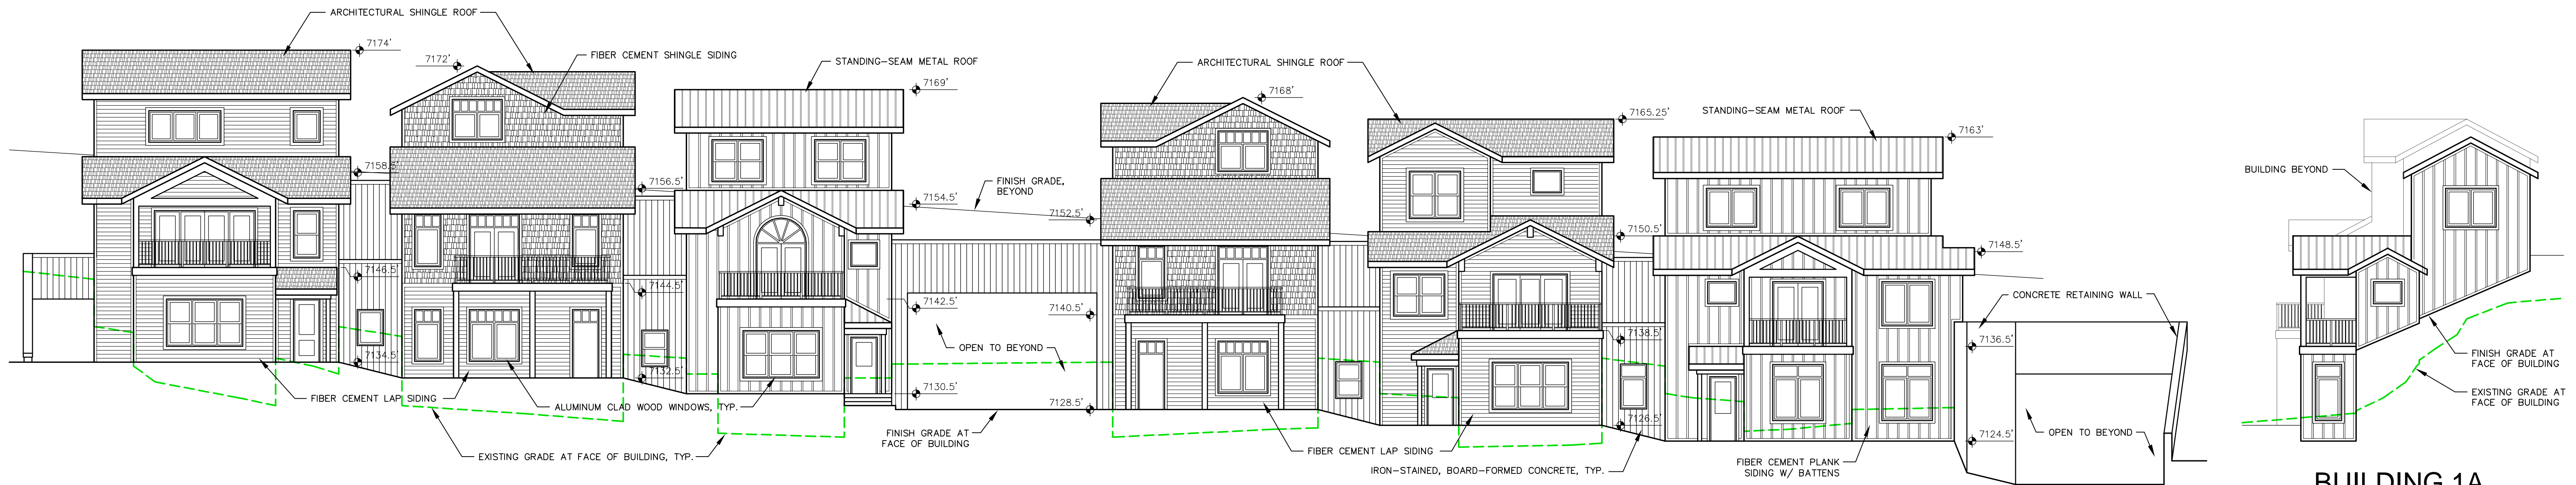 ARCHITECTURAL SHINGLE ROOF
7174'
7172'
FIBER CEMENT SHINGLE SIDING
STANDING-SEAM METAL ROOF
7169'
ARCHITECTURAL SHINGLE ROOF
7168'
7165.25'
STANDING-SEAM METAL ROOF
7163'
7158.5'
7156.5'
7154.5'
FINISH GRADE,
BEYOND
7152.5'
7150.5'
7148.5'
BUILDING BEYOND
7146.5'
7144.5'
7142.5'
7140.5'
7138.5'
7136.5'
CONCRETE RETAINING WALL
7134.5'
7132.5'
OPEN TO BEYOND
7130.5'
7128.5'
7126.5'
7124.5'
OPEN TO BEYOND
FINISH GRADE AT
FACE OF BUILDING
EXISTING GRADE AT
FACE OF BUILDING
FIBER CEMENT LAP SIDING
ALUMINUM CLAD WOOD WINDOWS, TYP.
FINISH GRADE AT
FACE OF BUILDING
EXISTING GRADE AT FACE OF BUILDING, TYP.
FIBER CEMENT LAP SIDING
IRON-STAINED, BOARD-FORMED CONCRETE, TYP.
FIBER CEMENT PLANK
SIDING W/ BATTENS
BUILDING 1A